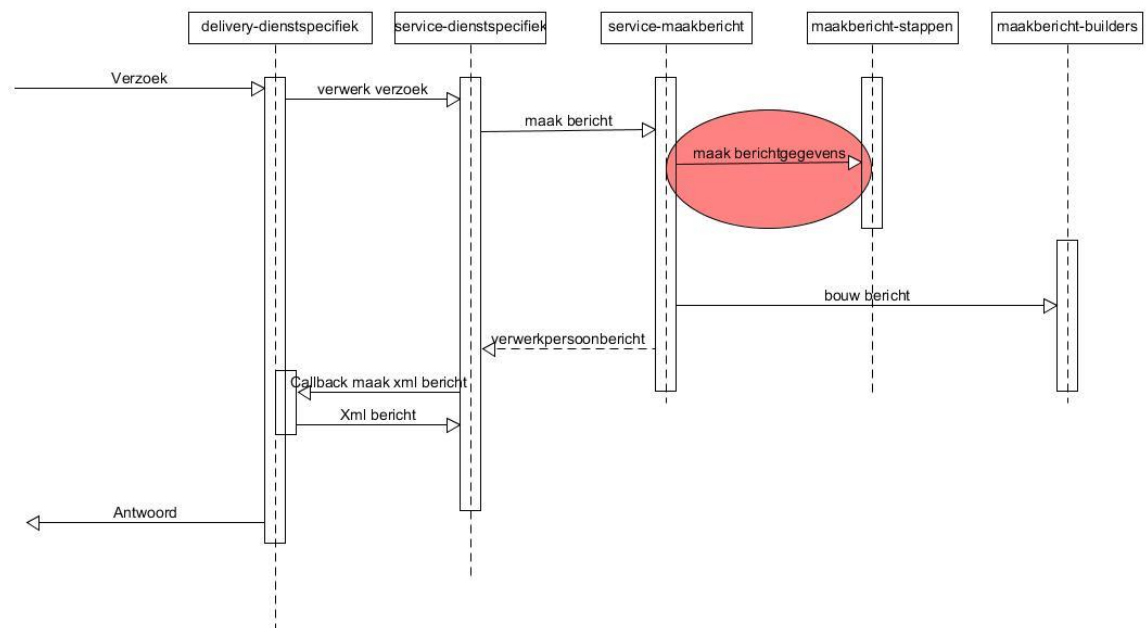 delivery-dienstspecifiek
service-dienstspecifiek
service-maakbericht
maakbericht-stappen
maakbericht-builders
Verzoek
verwerk verzoek
maak bericht
maak berichtgegevens
bouw bericht
verwerkpersoonbericht
Callback maak xml bericht
Xml bericht
Antwoord